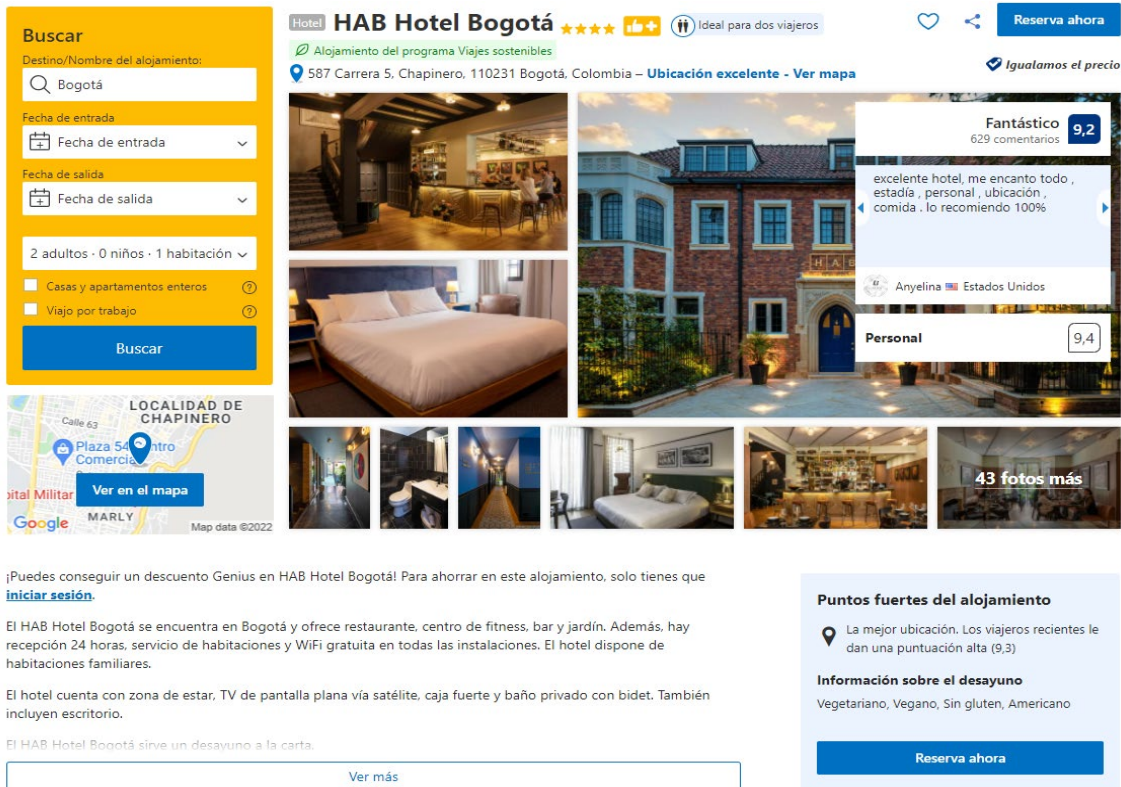 Buscar
Destino/Nombre del alojamiento:
Bogotá
Fecha de entrada
Fecha de entrada
Fecha de salida
Fecha de salida
2 adultos · 0 niños · 1 habitación
Casas y apartamentos enteros
Viajo por trabajo
Buscar
LOCALIDAD DE
CHAPINERO
Calle 63
Plaza 54 ntro
Comercia
Ver en el mapa
pital Militar
MARLY
Google
Map data ©2022
Hotel HAB Hotel Bogotá
Ideal para dos viajeros
Reserva ahora
Alojamiento del programa Viajes sostenibles
587 Carrera 5, Chapinero, 110231 Bogotá, Colombia – Ubicación excelente - Ver mapa
Igualamos el precio
HAB
Fantástico 9,2
629 comentarios
excelente hotel, me encanto todo ,
estadía , personal , ubicación ,
comida . lo recomiendo 100%
Anyelina Estados Unidos
Personal 9,4
43 fotos más
¡Puedes conseguir un descuento Genius en HAB Hotel Bogotá! Para ahorrar en este alojamiento, solo tienes que
iniciar sesión.
El HAB Hotel Bogotá se encuentra en Bogotá y ofrece restaurante, centro de fitness, bar y jardín. Además, hay
recepción 24 horas, servicio de habitaciones y WiFi gratuita en todas las instalaciones. El hotel dispone de
habitaciones familiares.
El hotel cuenta con zona de estar, TV de pantalla plana vía satélite, caja fuerte y baño privado con bidet. También
incluyen escritorio.
El HAB Hotel Bogotá sirve un desayuno a la carta.
Ver más
Puntos fuertes del alojamiento
La mejor ubicación. Los viajeros recientes le
dan una puntuación alta (9,3)
Información sobre el desayuno
Vegetariano, Vegano, Sin gluten, Americano
Reserva ahora